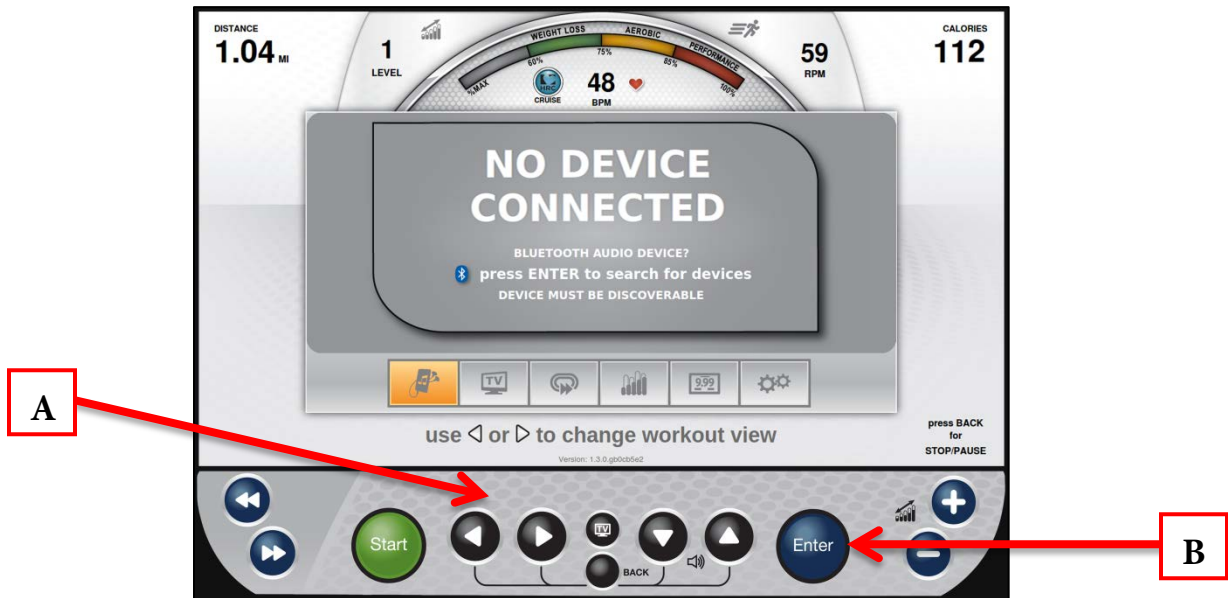 DISTANCE
1.04 MI
1
LEVEL
WEIGHT LOSS
AEROBIC
PERFORMANCE
%MAX
60%
75%
85%
100%
HRC
CRUISE
48
BPM
59
RPM
CALORIES
112
NO DEVICE
CONNECTED
BLUETOOTH AUDIO DEVICE?
press ENTER to search for devices
DEVICE MUST BE DISCOVERABLE
TV
9.99
use ◁ or ▷ to change workout view
Version: 1.3.0.gb0cb5e2
press BACK
for
STOP/PAUSE
A
Start
TV
BACK
Enter
B